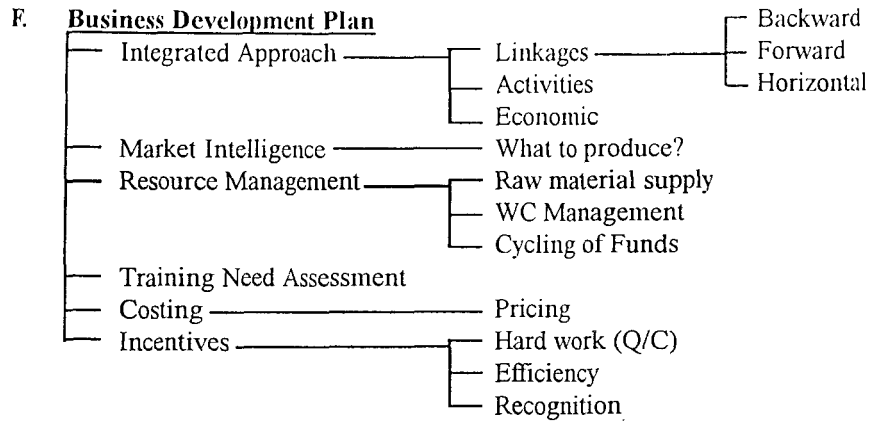 F. Business Development Plan
Integrated Approach Linkages Backward
Forward
Horizontal
Activities
Economic
Market Intelligence What to produce?
Resource Management Raw material supply
WC Management
Cycling of Funds
Training Need Assessment
Costing Pricing
Incentives Hard work (Q/C)
Efficiency
Recognition